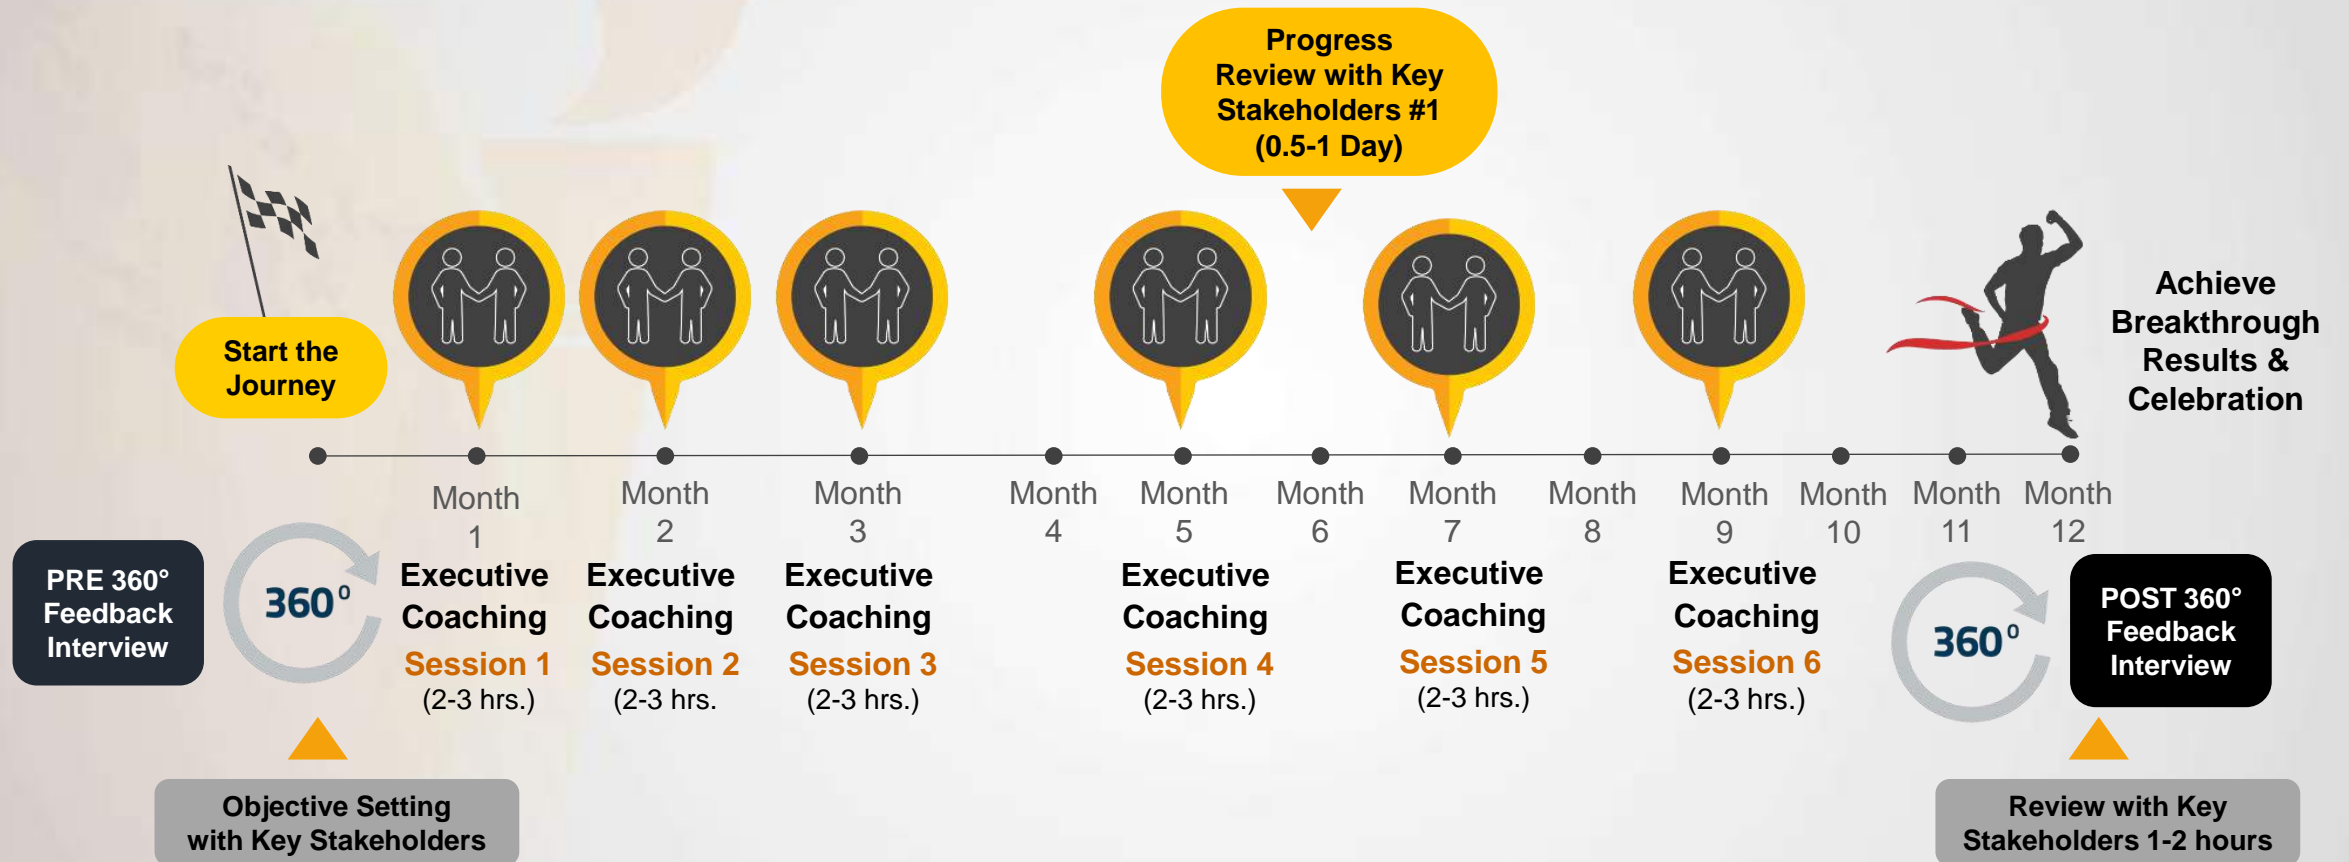 Progress
Review with Key
Stakeholders #1
(0.5-1 Day)
Start the
Journey
Achieve
Breakthrough
Results &
Celebration
Month
1
Month
2
Month
3
Month
4
Month
5
Month
6
Month
7
Month
8
Month
9
Month
10
Month
11
Month
12
PRE 360°
Feedback
Interview
360⁰
Executive
Coaching
Session 1
(2-3 hrs.)
Executive
Coaching
Session 2
(2-3 hrs.
Executive
Coaching
Session 3
(2-3 hrs.)
Executive
Coaching
Session 4
(2-3 hrs.)
Executive
Coaching
Session 5
(2-3 hrs.)
Executive
Coaching
Session 6
(2-3 hrs.)
360⁰
POST 360°
Feedback
Interview
Objective Setting
with Key Stakeholders
Review with Key
Stakeholders 1-2 hours